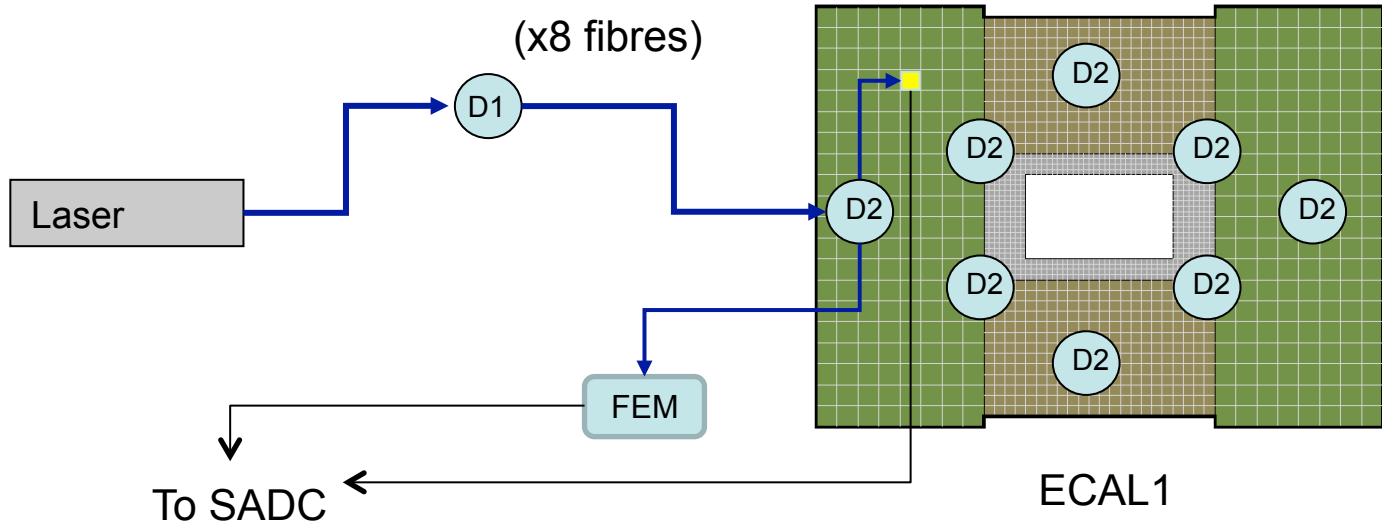 (x8 fibres)
D1
Laser
D2
D2
D2
D2
D2
D2
D2
D2
FEM
To SADC
ECAL1